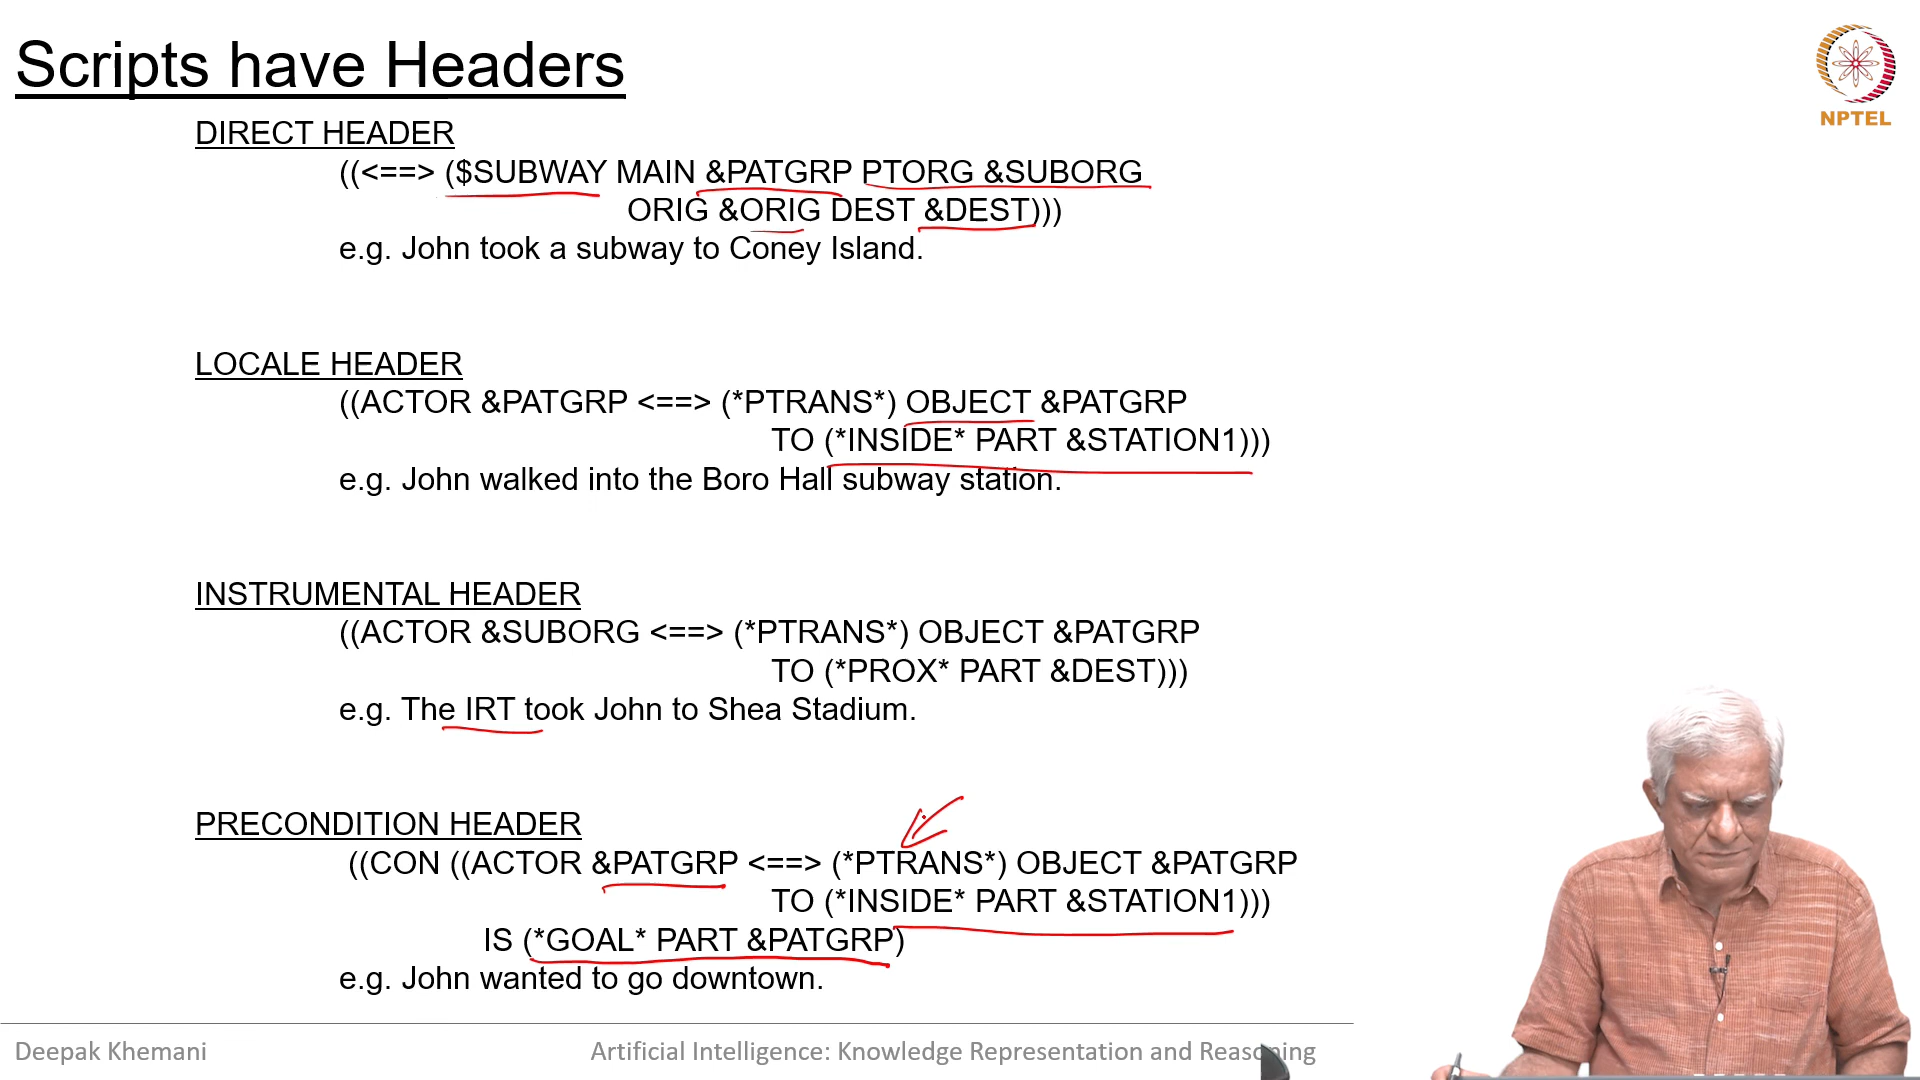 Scripts have Headers
NPTEL
DIRECT HEADER
((<==> ($SUBWAY MAIN &PATGRP PTORG &SUBORG
ORIG &ORIG DEST &DEST)))
e.g. John took a subway to Coney Island.
LOCALE HEADER
((ACTOR &PATGRP <==> (*PTRANS*) OBJECT &PATGRP
TO (*INSIDE* PART &STATION1)))
e.g. John walked into the Boro Hall subway station.
INSTRUMENTAL HEADER
((ACTOR &SUBORG <==> (*PTRANS*) OBJECT &PATGRP
TO (*PROX* PART &DEST)))
e.g. The IRT took John to Shea Stadium.
PRECONDITION HEADER
((CON ((ACTOR &PATGRP <==> (*PTRANS*) OBJECT &PATGRP
TO (*INSIDE* PART &STATION1)))
IS (*GOAL* PART &PATGRP)
e.g. John wanted to go downtown.
Deepak Khemani
Artificial Intelligence: Knowledge Representation and Reasoning